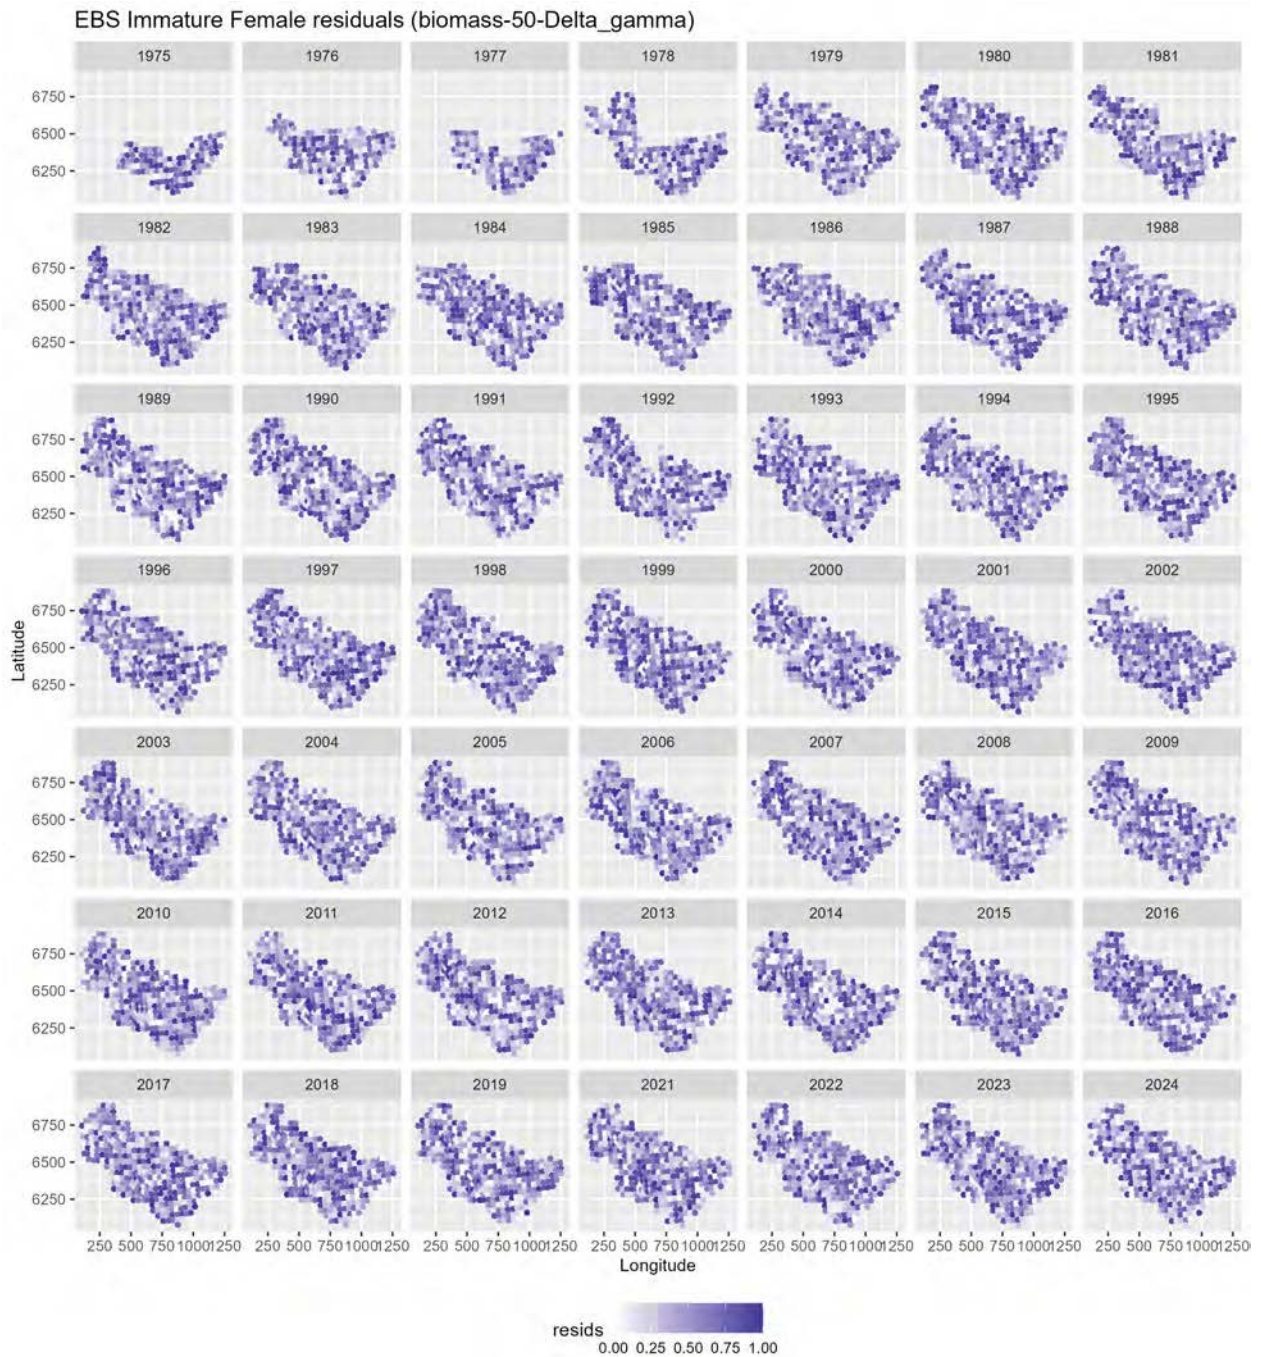 EBS Immature Female residuals (biomass-50-Delta_gamma)
1975 1976 1977 1978 1979 1980 1981
6750
6500
6250
1982 1983 1984 1985 1986 1987 1988
6750
6500
6250
1989 1990 1991 1992 1993 1994 1995
6750
6500
6250
1996 1997 1998 1999 2000 2001 2002
6750
6500
6250
Latitude
2003 2004 2005 2006 2007 2008 2009
6750
6500
6250
2010 2011 2012 2013 2014 2015 2016
6750
6500
6250
2017 2018 2019 2021 2022 2023 2024
6750
6500
6250
250 500 750 1000 1250 250 500 750 1000 1250 250 500 750 1000 1250 250 500 750 1000 1250 250 500 750 1000 1250 250 500 750 1000 1250 250 500 750 1000 1250
Longitude
resids
0.00 0.25 0.50 0.75 1.00